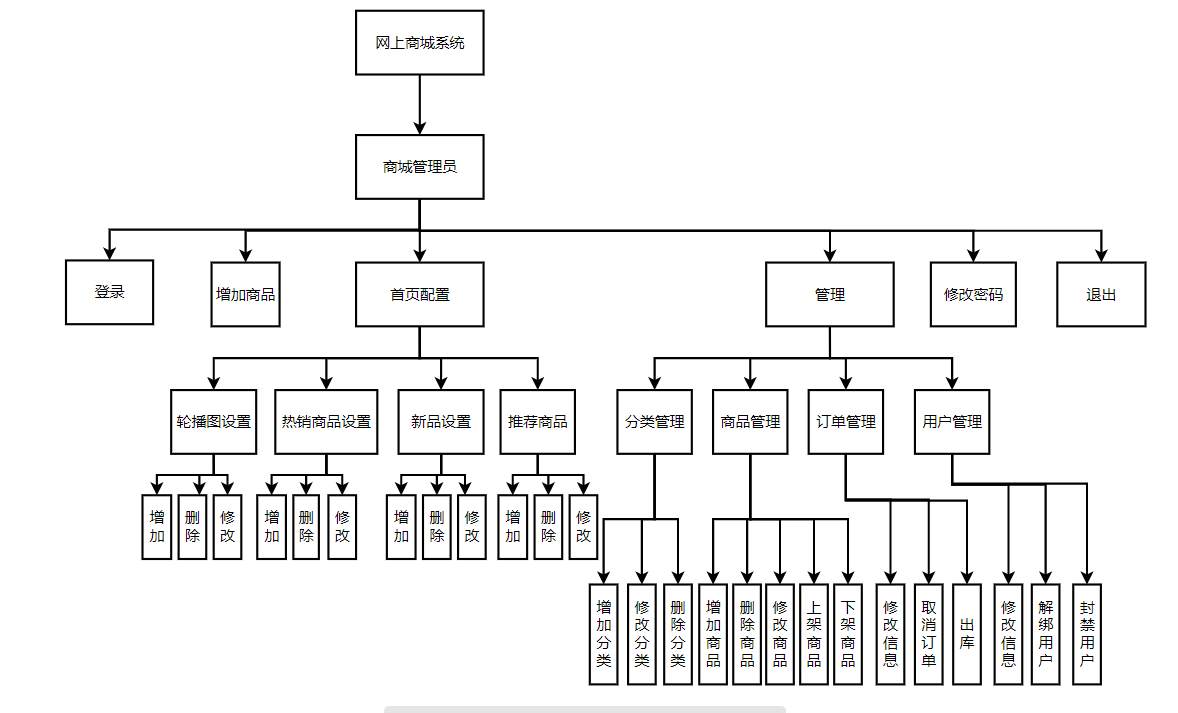 网上商城系统
商城管理员
登录
增加商品
首页配置
管理
修改密码
退出
轮播图设置
热销商品设置
新品设置
推荐商品
分类管理
商品管理
订单管理
用户管理
增加
删除
修改
增加
删除
修改
增加
删除
修改
增加
删除
修改
增加分类
修改分类
删除分类
增加商品
删除商品
修改商品
上架商品
下架商品
修改信息
取消订单
出库
修改信息
解绑用户
封禁用户